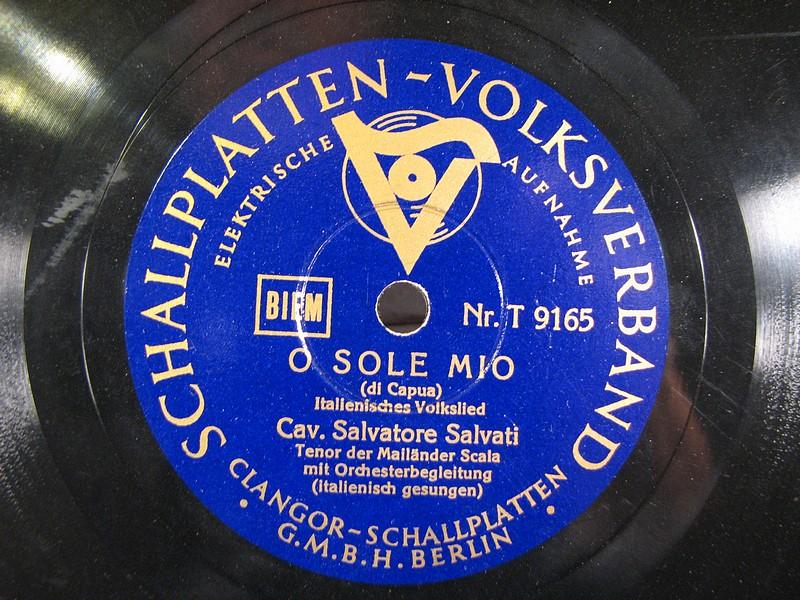 SCHALLPLATTEN-VOLKSVERBAND
ELEKTRISCHE AUFNAHME
BIEM
Nr. T 9165
O SOLE MIO
(di Capua)
Italienisches Volkslied
Cav. Salvatore Salvati
Tenor der Mailänder Scala
mit Orchesterbegleitung
(italienisch gesungen)
CLANGOR-SCHALLPLATTEN
G.M.B.H. BERLIN